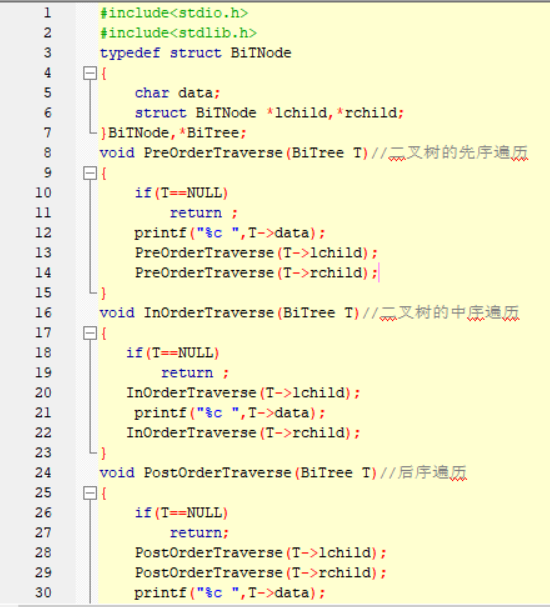 1 #include<stdio.h>
2 #include<stdlib.h>
3 typedef struct BiTNode
4 {
5     char data;
6     struct BiTNode *lchild,*rchild;
7 }BiTNode,*BiTree;
8 void PreOrderTraverse(BiTree T)//二叉树的先序遍历
9 {
10     if(T==NULL)
11         return ;
12     printf("%c ",T->data);
13     PreOrderTraverse(T->lchild);
14     PreOrderTraverse(T->rchild);
15 }
16 void InOrderTraverse(BiTree T)//二叉树的中序遍历
17 {
18    if(T==NULL)
19        return ;
20    InOrderTraverse(T->lchild);
21     printf("%c ",T->data);
22    InOrderTraverse(T->rchild);
23 }
24 void PostOrderTraverse(BiTree T)//后序遍历
25 {
26     if(T==NULL)
27         return;
28     PostOrderTraverse(T->lchild);
29     PostOrderTraverse(T->rchild);
30     printf("%c ",T->data);